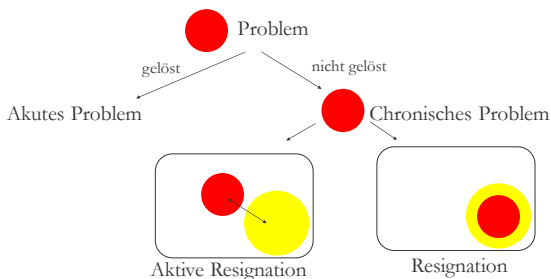 Problem
gelöst
nicht gelöst
Akutes Problem
Chronisches Problem
Aktive Resignation
Resignation